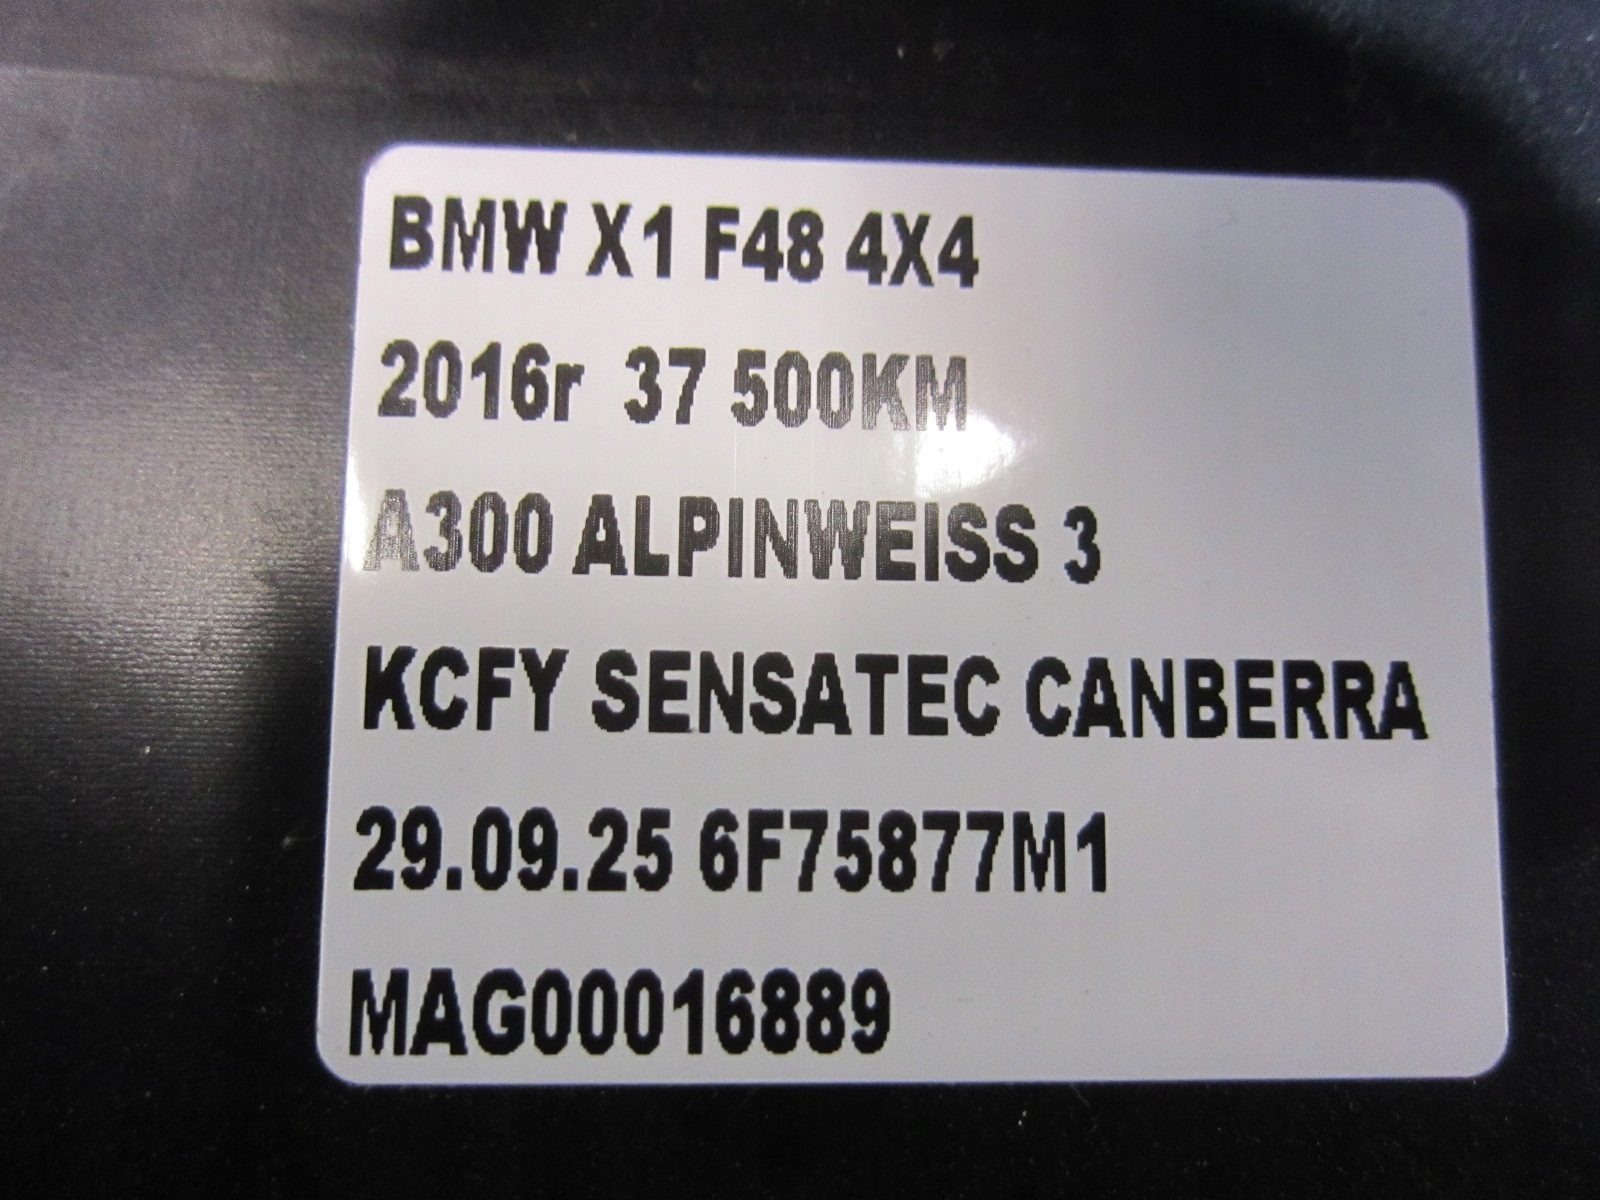 BMW X1 F48 4X4
2016r 37 500KM
A300 ALPINWEISS 3
KCFY SENSATEC CANBERRA
29.09.25 6F75877M1
MAG00016889